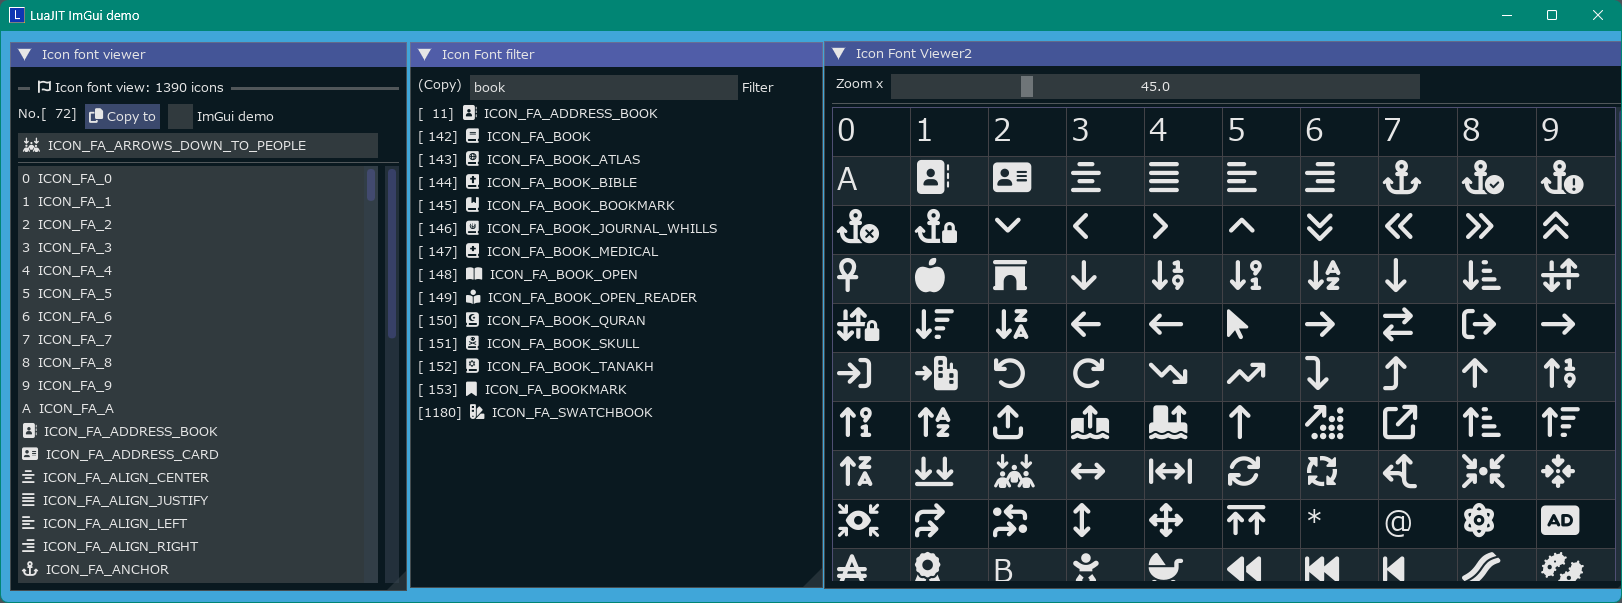 L LuaJIT ImGui demo
Icon font viewer
Icon font view: 1390 icons
No.[ 72] Copy to ImGui demo
ICON_FA_ARROWS_DOWN_TO_PEOPLE
0 ICON_FA_0
1 ICON_FA_1
2 ICON_FA_2
3 ICON_FA_3
4 ICON_FA_4
5 ICON_FA_5
6 ICON_FA_6
7 ICON_FA_7
8 ICON_FA_8
9 ICON_FA_9
A ICON_FA_A
ICON_FA_ADDRESS_BOOK
ICON_FA_ADDRESS_CARD
ICON_FA_ALIGN_CENTER
ICON_FA_ALIGN_JUSTIFY
ICON_FA_ALIGN_LEFT
ICON_FA_ALIGN_RIGHT
ICON_FA_ANCHOR
Icon Font filter
(Copy) book Filter
[ 11] ICON_FA_ADDRESS_BOOK
[ 142] ICON_FA_BOOK
[ 143] ICON_FA_BOOK_ATLAS
[ 144] ICON_FA_BOOK_BIBLE
[ 145] ICON_FA_BOOK_BOOKMARK
[ 146] ICON_FA_BOOK_JOURNAL_WHILLS
[ 147] ICON_FA_BOOK_MEDICAL
[ 148] ICON_FA_BOOK_OPEN
[ 149] ICON_FA_BOOK_OPEN_READER
[ 150] ICON_FA_BOOK_QURAN
[ 151] ICON_FA_BOOK_SKULL
[ 152] ICON_FA_BOOK_TANAKH
[ 153] ICON_FA_BOOKMARK
[1180] ICON_FA_SWATCHBOOK
Icon Font Viewer2
Zoom x 45.0
0 1 2 3 4 5 6 7 8 9
A
* @ AD
B